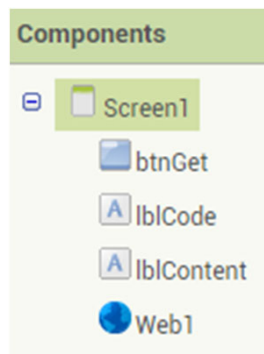 Components
Screen1
btnGet
A lblCode
A lblContent
Web1